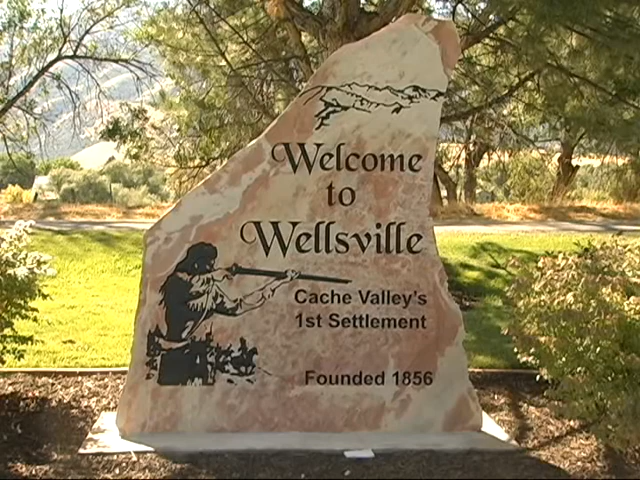 Welcome
to
Wellsville
Cache Valley's
1st Settlement
Founded 1856